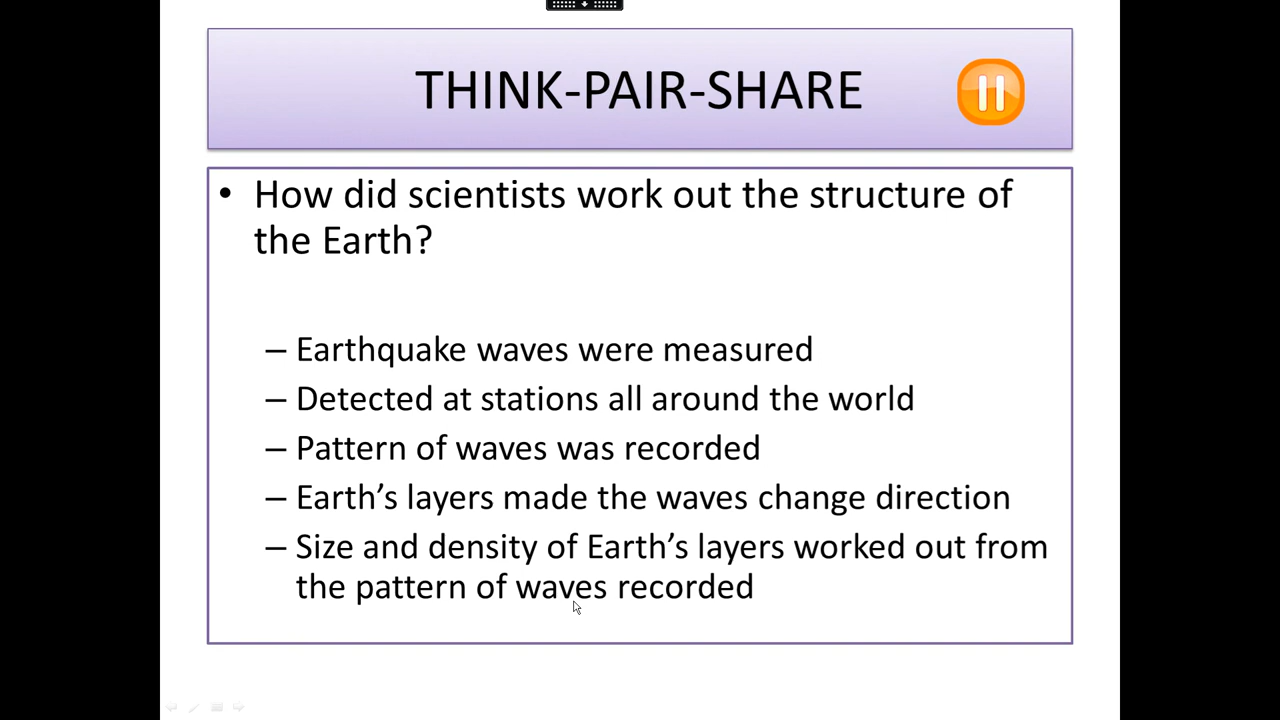 THINK-PAIR-SHARE
• How did scientists work out the structure of
the Earth?
– Earthquake waves were measured
– Detected at stations all around the world
– Pattern of waves was recorded
– Earth’s layers made the waves change direction
– Size and density of Earth’s layers worked out from
the pattern of waves recorded